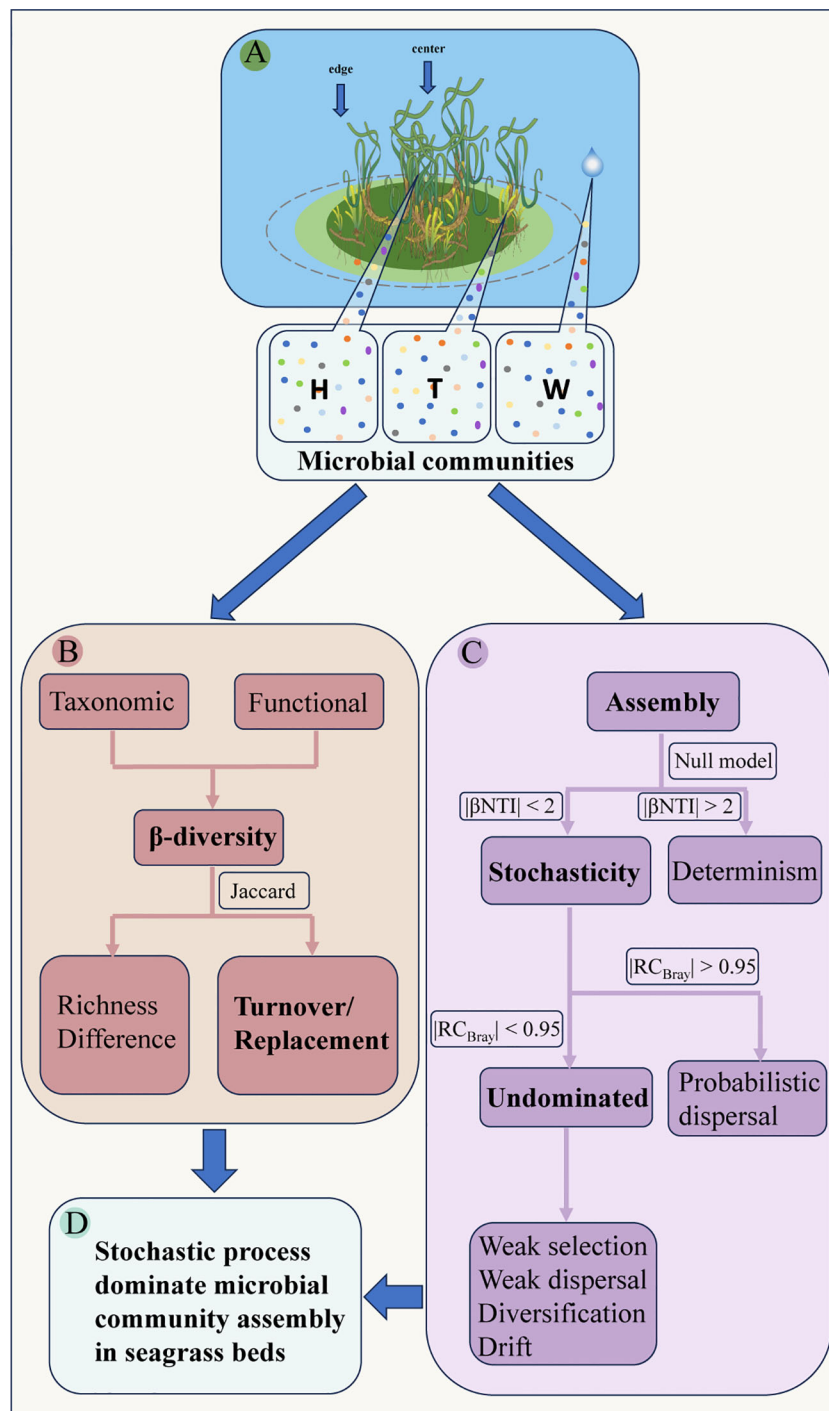 A
edge
center
H
T
W
Microbial communities
B
Taxonomic
Functional
β-diversity
Jaccard
Richness
Difference
Turnover/
Replacement
C
Assembly
Null model
|βNTI| < 2
|βNTI| > 2
Stochasticity
Determinism
|RC_Bray| > 0.95
|RC_Bray| < 0.95
Undominated
Probabilistic
dispersal
Weak selection
Weak dispersal
Diversification
Drift
D
Stochastic process
dominate microbial
community assembly
in seagrass beds